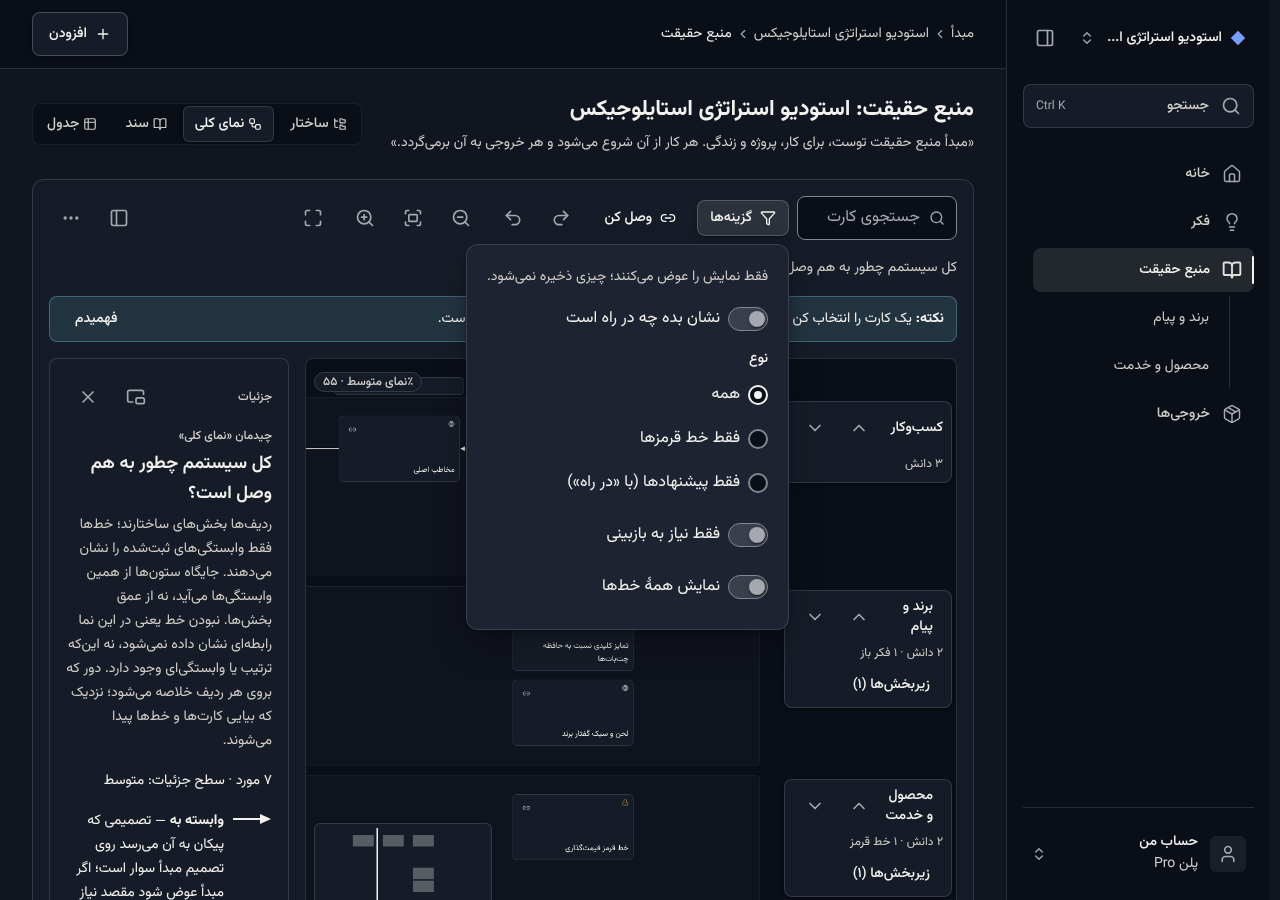 استودیو استراتژی ا...
جستجو
Ctrl K
خانه
فکر
منبع حقیقت
برند و پیام
محصول و خدمت
خروجی‌ها
حساب من
پلن Pro
مبدأ › استودیو استراتژی استایلوجیکس › منبع حقیقت
افزودن
منبع حقیقت: استودیو استراتژی استایلوجیکس
«مبدأ منبع حقیقت توست، برای کار، پروژه و زندگی. هر کار از آن شروع می‌شود و هر خروجی به آن برمی‌گردد.»
ساختار
نمای کلی
سند
جدول
جستجوی کارت
گزینه‌ها
وصل کن
کل سیستمم چطور به هم وصل
نکته: یک کارت را انتخاب کن
ست.
فهمیدم
فقط نمایش را عوض می‌کنند؛ چیزی ذخیره نمی‌شود.
نشان بده چه در راه است
نوع
همه
فقط خط قرمزها
فقط پیشنهادها (با «در راه»)
فقط نیاز به بازبینی
نمایش همهٔ خط‌ها
کسب‌وکار
۳ دانش
برند و
پیام
۲ دانش · ۱ فکر باز
زیربخش‌ها (۱)
محصول
و خدمت
۲ دانش · ۱ خط قرمز
زیربخش‌ها (۱)
نمای متوسط · ۵۵٪
مخاطب اصلی
تمایز کلیدی نسبت به حافظه
چت‌بات‌ها
لحن و سبک گفتار برند
خط قرمز قیمت‌گذاری
جزئیات
چیدمان «نمای کلی»
کل سیستمم چطور به هم
وصل است؟
ردیف‌ها بخش‌های ساختارند؛ خط‌ها
فقط وابستگی‌های ثبت‌شده را نشان
می‌دهند. جایگاه ستون‌ها از همین
وابستگی‌ها می‌آید، نه از عمق
بخش‌ها. نبودن خط یعنی در این نما
رابطه‌ای نشان داده نمی‌شود، نه این‌که
ترتیب یا وابستگی‌ای وجود دارد. دور که
بروی هر ردیف خلاصه می‌شود؛ نزدیک
که بیایی کارت‌ها و خط‌ها پیدا
می‌شوند.
۷ مورد · سطح جزئیات: متوسط
وابسته به – تصمیمی که
پیکان به آن می‌رسد روی
تصمیم مبدأ سوار است؛ اگر
مبدأ عوض شود مقصد نیاز